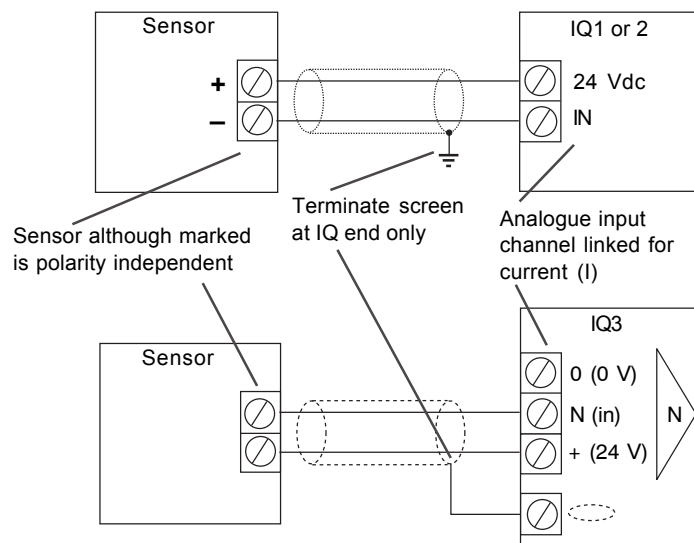 Sensor
IQ1 or 2
+
24 Vdc
–
IN
Sensor although marked
is polarity independent
Terminate screen
at IQ end only
Analogue input
channel linked for
current (I)
Sensor
IQ3
0 (0 V)
N (in)
N
+ (24 V)